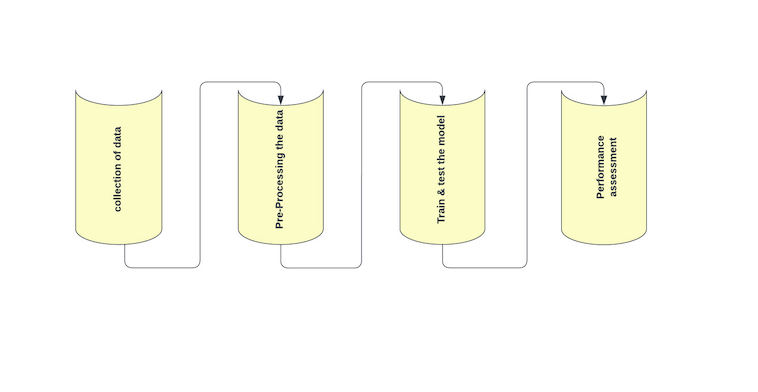 collection of data
Pre-Processing the data
Train & test the model
Performance
assessment